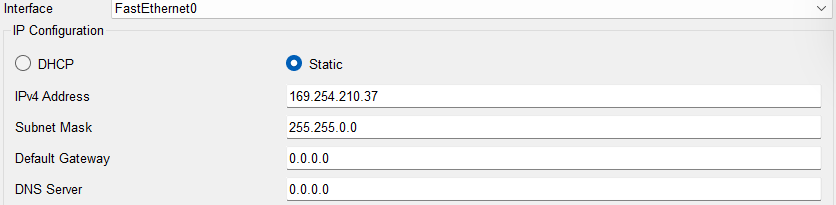 Interface FastEthernet0
IP Configuration
DHCP Static
IPv4 Address 169.254.210.37
Subnet Mask 255.255.0.0
Default Gateway 0.0.0.0
DNS Server 0.0.0.0